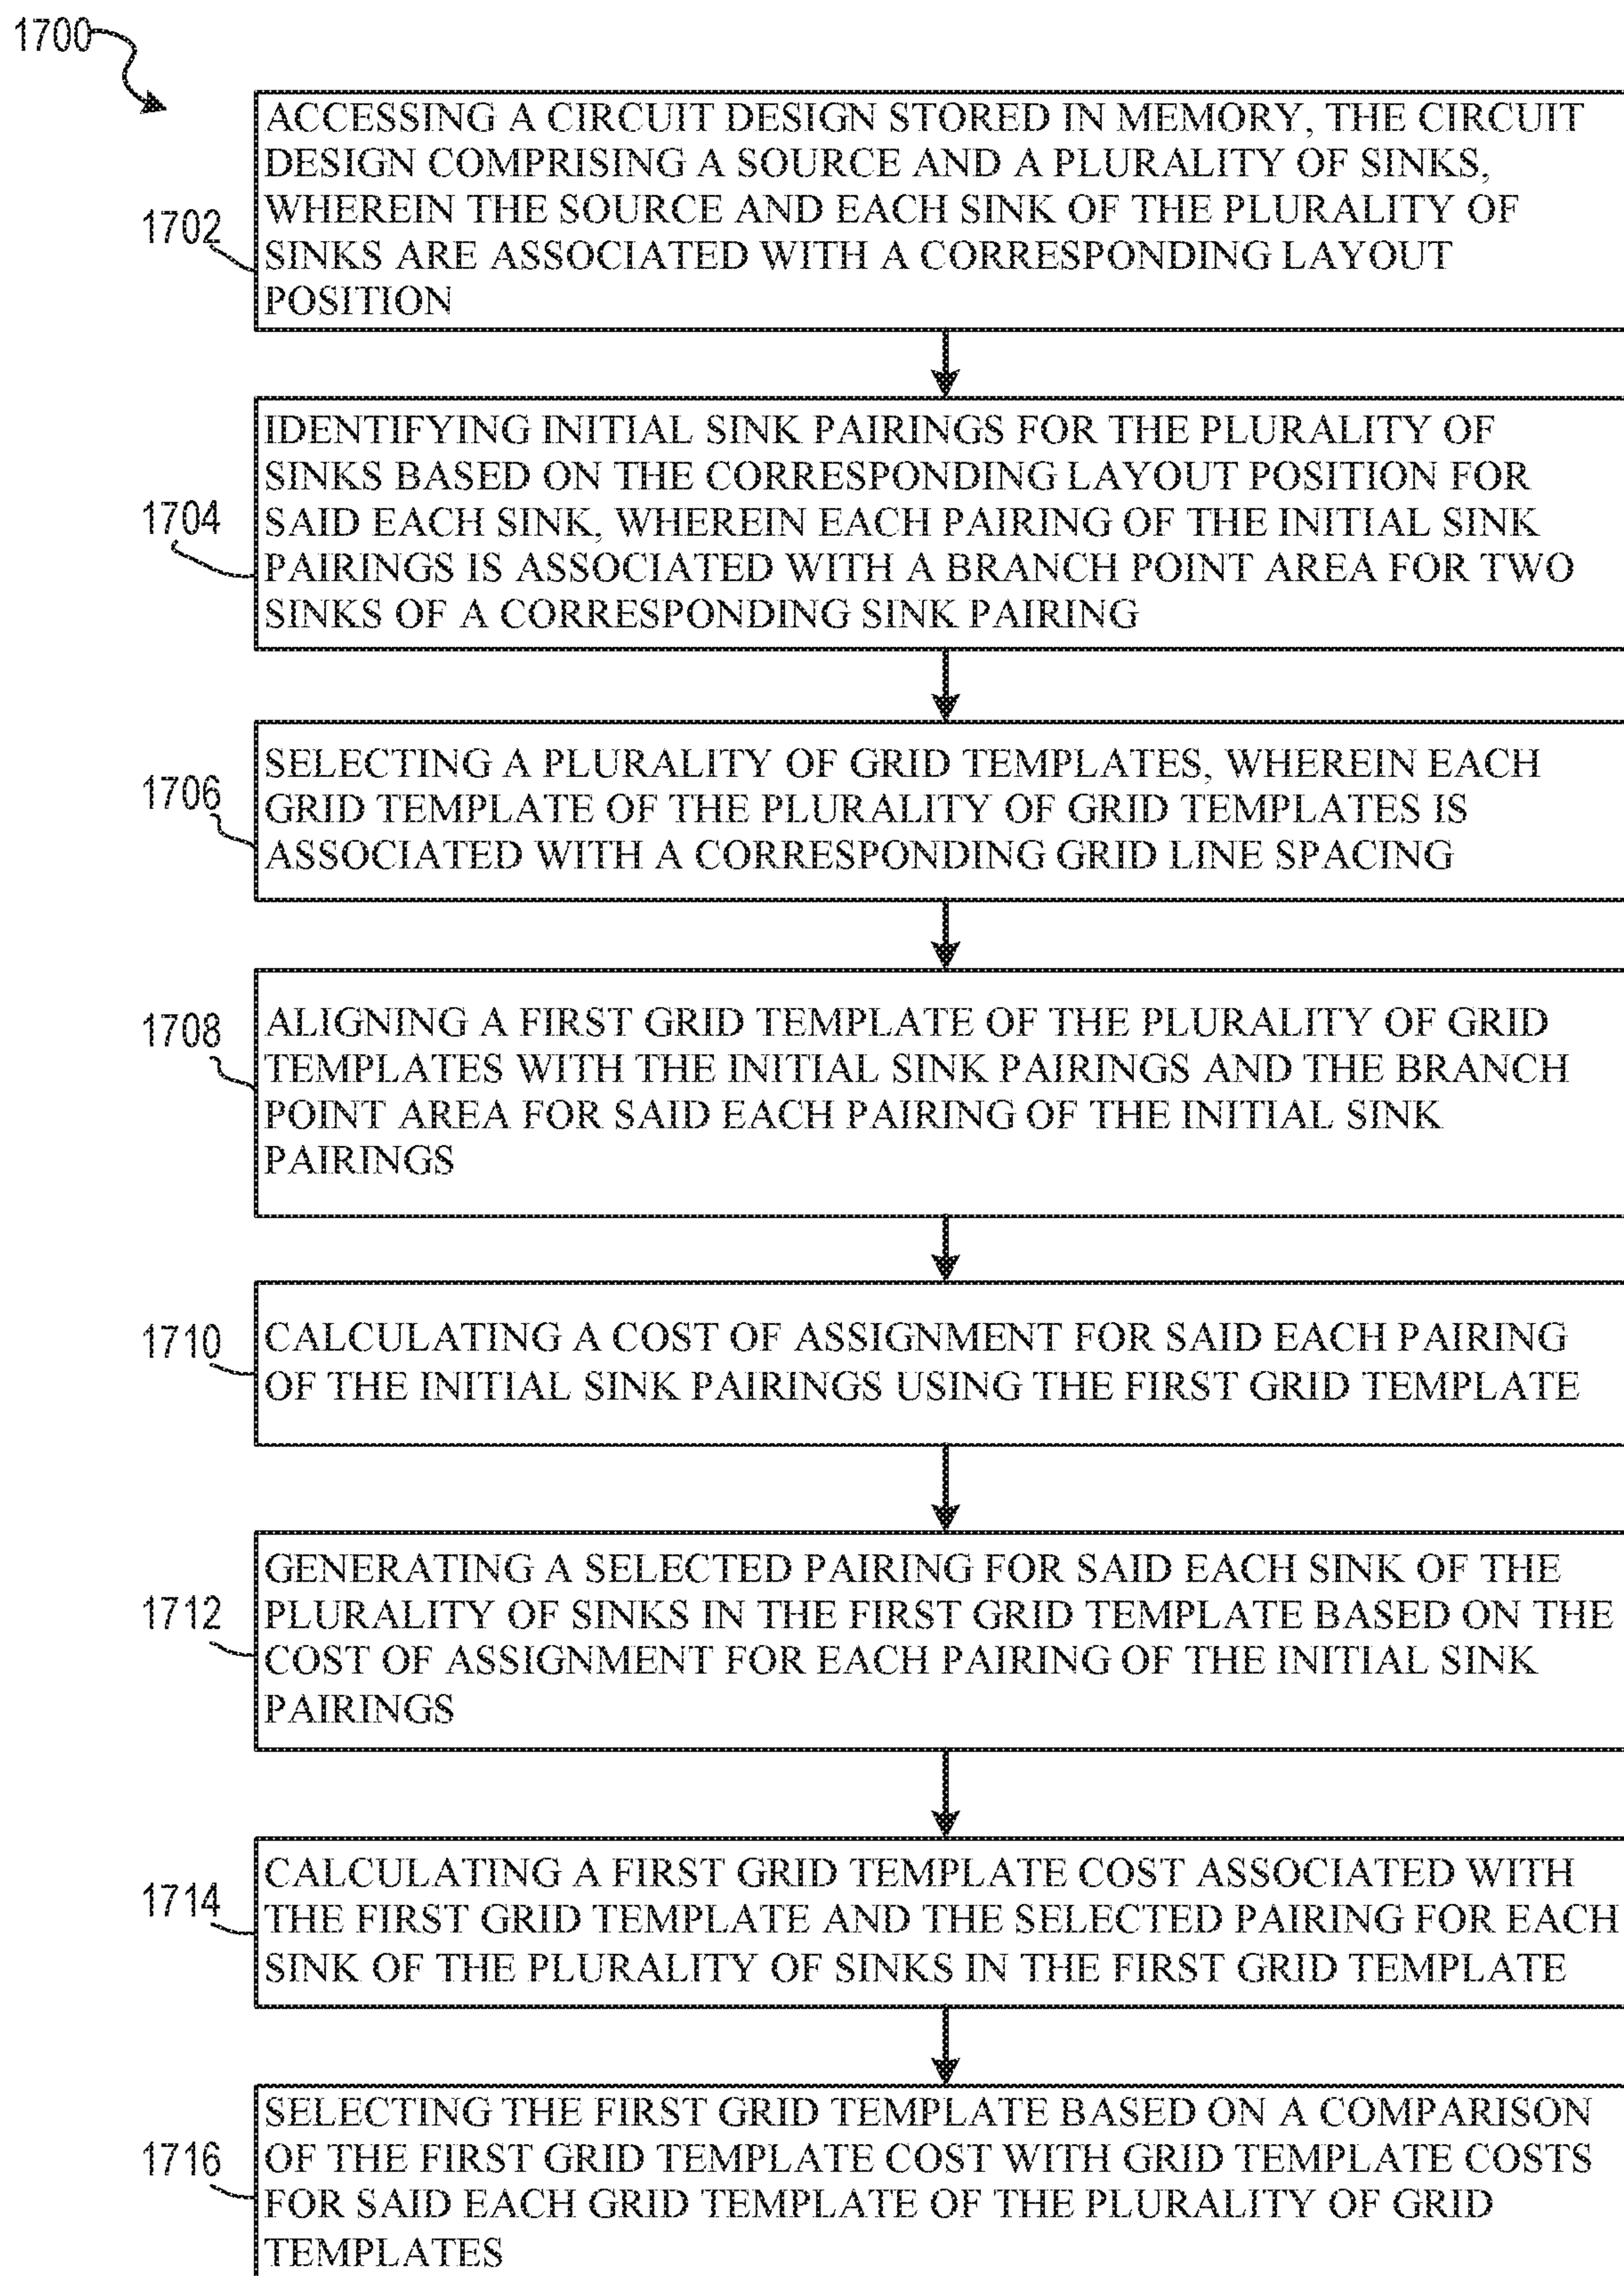 1700
ACCESSING A CIRCUIT DESIGN STORED IN MEMORY, THE CIRCUIT
DESIGN COMPRISING A SOURCE AND A PLURALITY OF SINKS,
WHEREIN THE SOURCE AND EACH SINK OF THE PLURALITY OF
1702
SINKS ARE ASSOCIATED WITH A CORRESPONDING LAYOUT
POSITION
IDENTIFYING INITIAL SINK PAIRINGS FOR THE PLURALITY OF
SINKS BASED ON THE CORRESPONDING LAYOUT POSITION FOR
1704
SAID EACH SINK, WHEREIN EACH PAIRING OF THE INITIAL SINK
PAIRINGS IS ASSOCIATED WITH A BRANCH POINT AREA FOR TWO
SINKS OF A CORRESPONDING SINK PAIRING
SELECTING A PLURALITY OF GRID TEMPLATES, WHEREIN EACH
1706
GRID TEMPLATE OF THE PLURALITY OF GRID TEMPLATES IS
ASSOCIATED WITH A CORRESPONDING GRID LINE SPACING
1708
ALIGNING A FIRST GRID TEMPLATE OF THE PLURALITY OF GRID
TEMPLATES WITH THE INITIAL SINK PAIRINGS AND THE BRANCH
POINT AREA FOR SAID EACH PAIRING OF THE INITIAL SINK
PAIRINGS
1710
CALCULATING A COST OF ASSIGNMENT FOR SAID EACH PAIRING
OF THE INITIAL SINK PAIRINGS USING THE FIRST GRID TEMPLATE
GENERATING A SELECTED PAIRING FOR SAID EACH SINK OF THE
1712
PLURALITY OF SINKS IN THE FIRST GRID TEMPLATE BASED ON THE
COST OF ASSIGNMENT FOR EACH PAIRING OF THE INITIAL SINK
PAIRINGS
CALCULATING A FIRST GRID TEMPLATE COST ASSOCIATED WITH
1714
THE FIRST GRID TEMPLATE AND THE SELECTED PAIRING FOR EACH
SINK OF THE PLURALITY OF SINKS IN THE FIRST GRID TEMPLATE
SELECTING THE FIRST GRID TEMPLATE BASED ON A COMPARISON
1716
OF THE FIRST GRID TEMPLATE COST WITH GRID TEMPLATE COSTS
FOR SAID EACH GRID TEMPLATE OF THE PLURALITY OF GRID
TEMPLATES